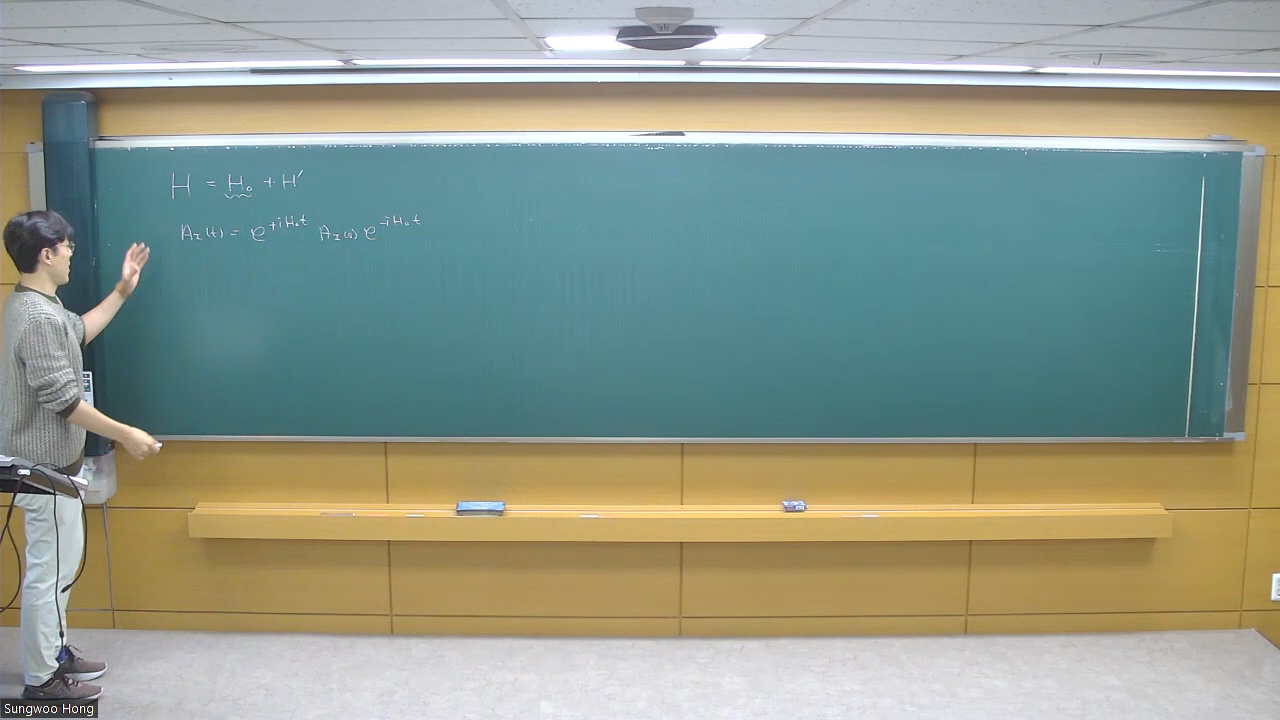 H = H₀ + H′
A_I(t) = e^{+iH₀t} A_I(0) e^{-iH₀t}
Sungwoo Hong